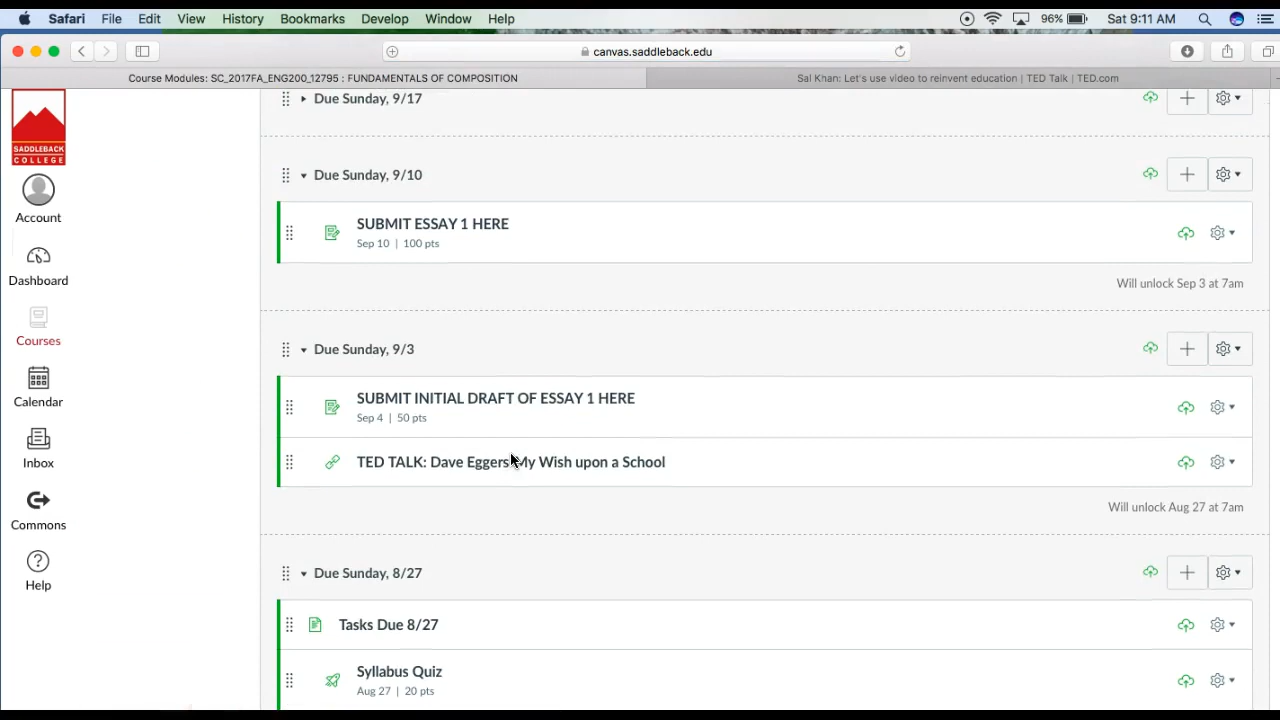 Safari File Edit View History Bookmarks Develop Window Help 96% Sat 9:11 AM
canvas.saddleback.edu
Course Modules: SC_2017FA_ENG200_12795 : FUNDAMENTALS OF COMPOSITION
Sal Khan: Let's use video to reinvent education | TED Talk | TED.com
SADDLEBACK
COLLEGE
Account
Dashboard
Courses
Calendar
Inbox
Commons
Help
Due Sunday, 9/17
Due Sunday, 9/10
SUBMIT ESSAY 1 HERE
Sep 10 | 100 pts
Will unlock Sep 3 at 7am
Due Sunday, 9/3
SUBMIT INITIAL DRAFT OF ESSAY 1 HERE
Sep 4 | 50 pts
TED TALK: Dave Eggers My Wish upon a School
Will unlock Aug 27 at 7am
Due Sunday, 8/27
Tasks Due 8/27
Syllabus Quiz
Aug 27 | 20 pts